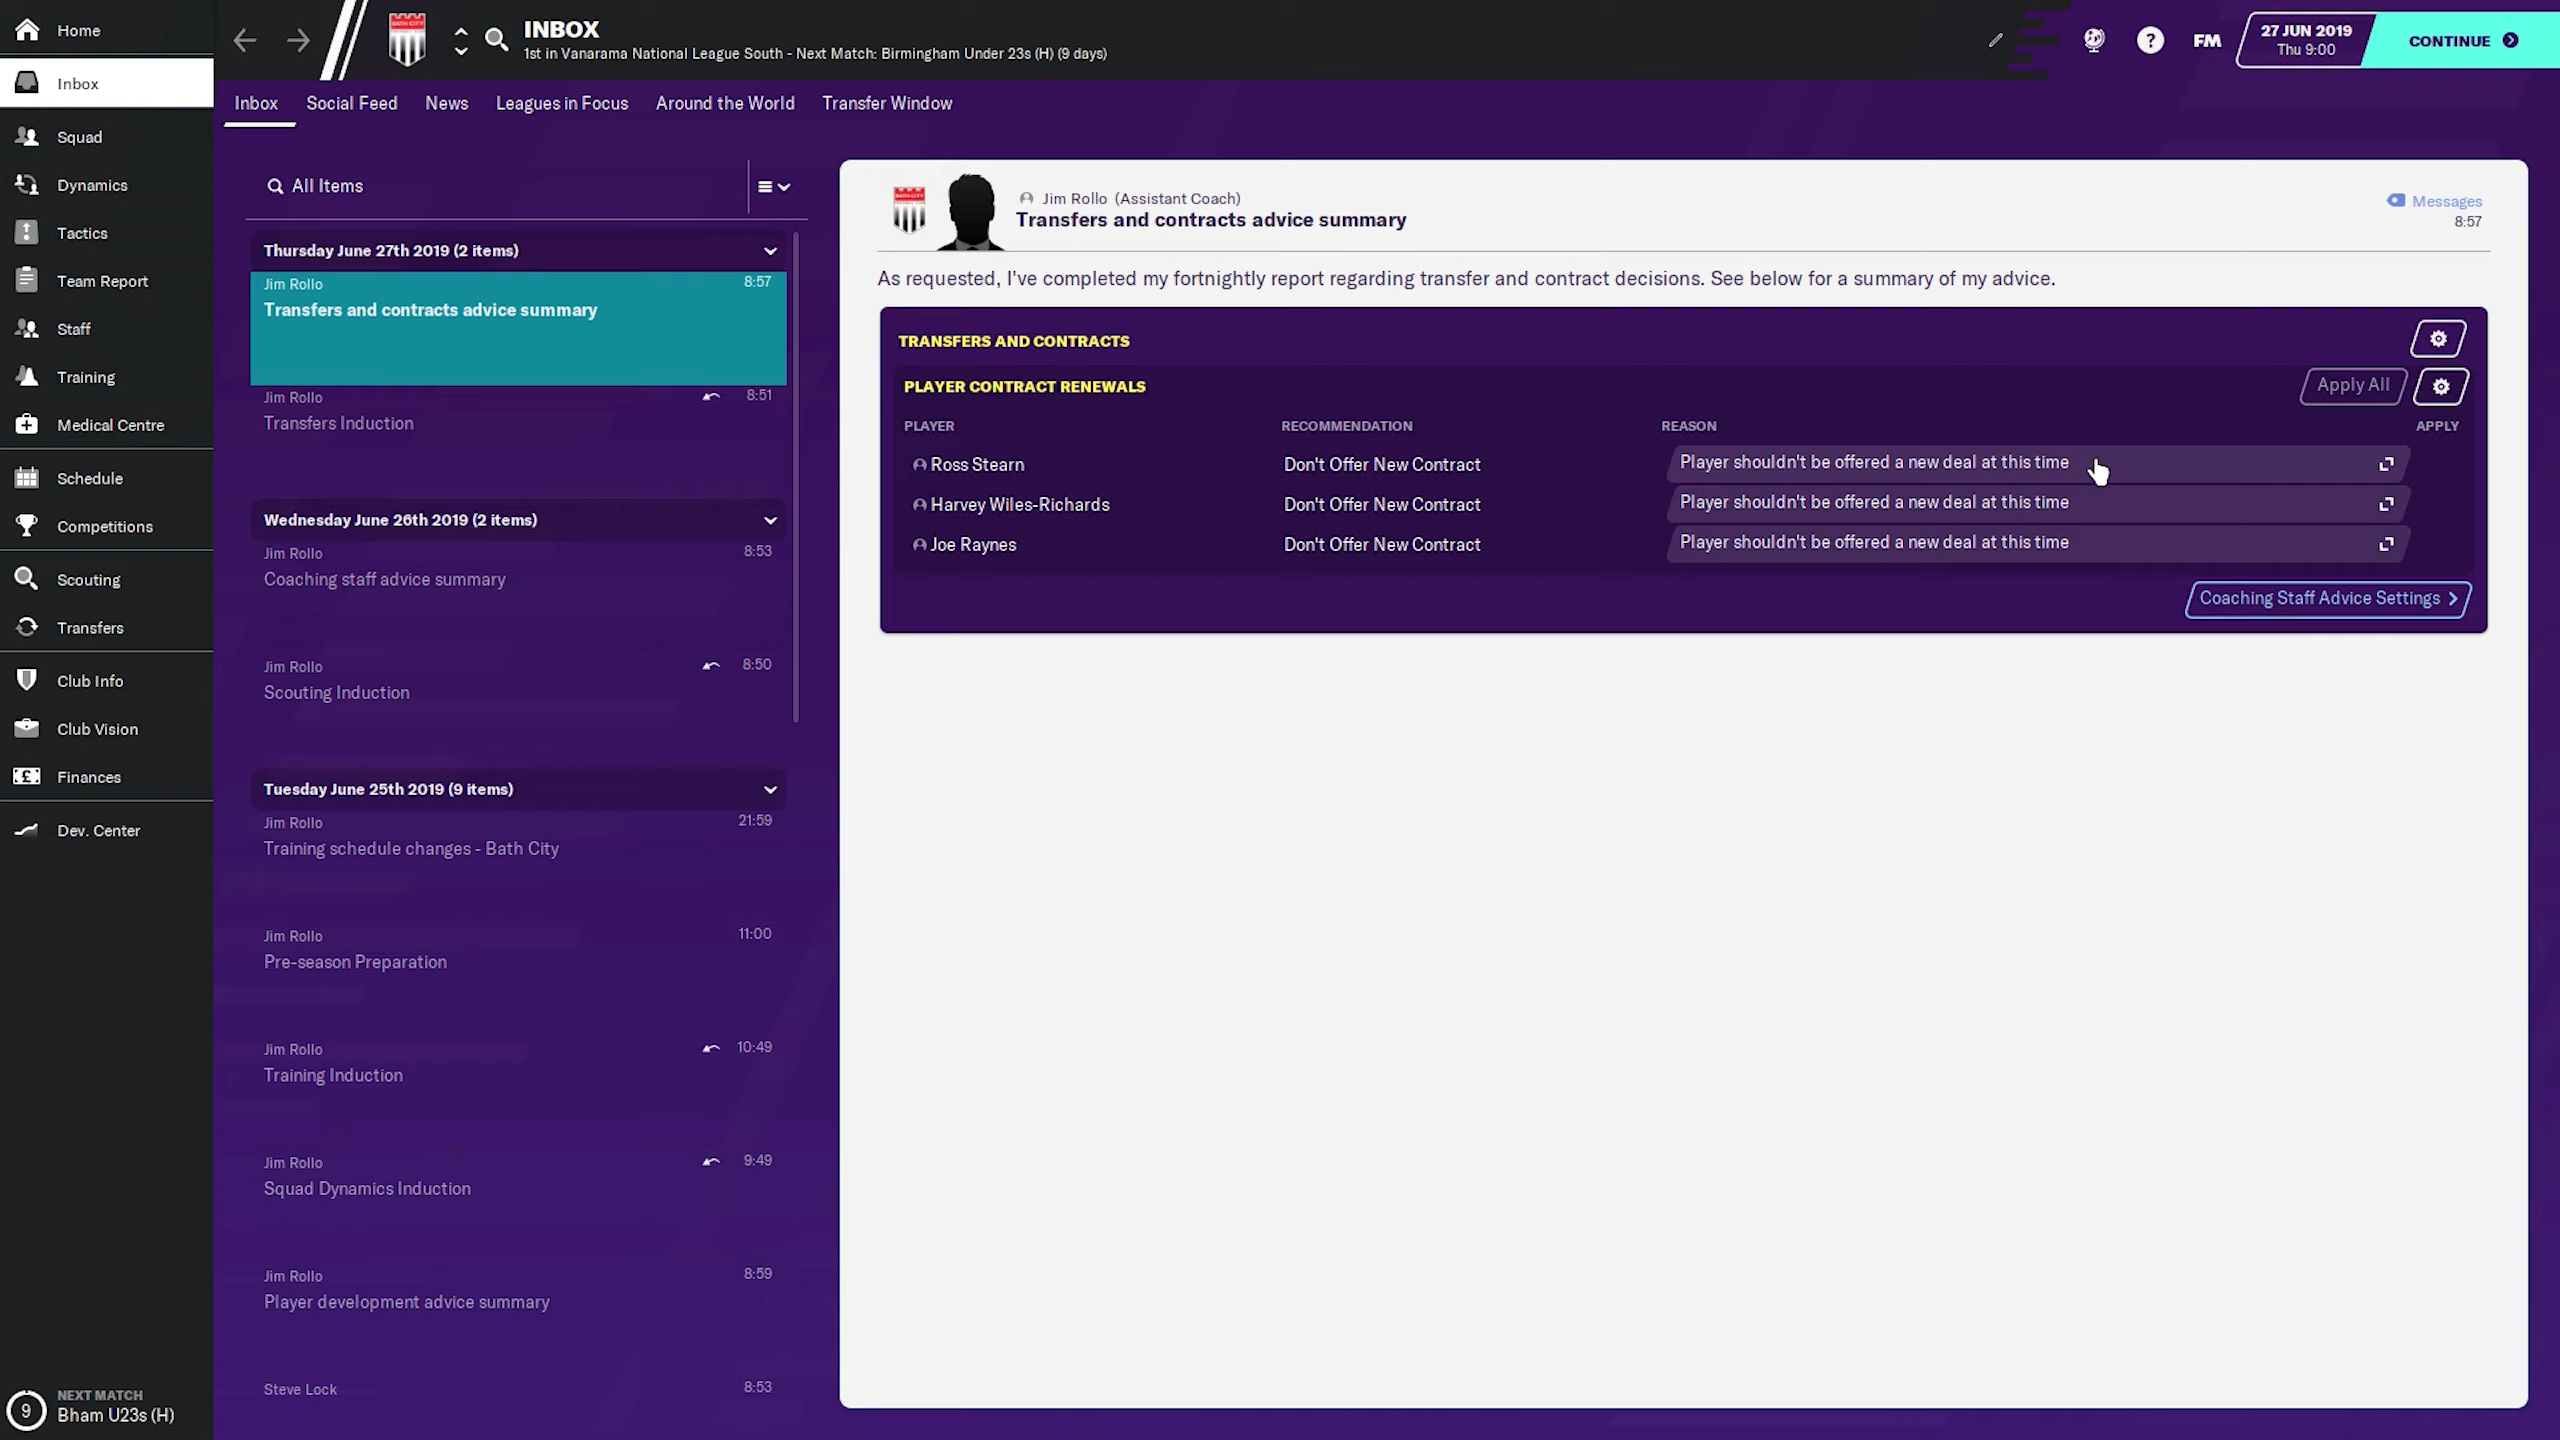 Home
Inbox
Squad
Dynamics
Tactics
Team Report
Staff
Training
Medical Centre
Schedule
Competitions
Scouting
Transfers
Club Info
Club Vision
Finances
Dev. Center
9
NEXT MATCH
Bham U23s (H)
BATH CITY
INBOX
1st in Vanarama National League South - Next Match: Birmingham Under 23s (H) (9 days)
?
FM
27 JUN 2019
Thu 9:00
CONTINUE
Inbox Social Feed News Leagues in Focus Around the World Transfer Window
All Items
Thursday June 27th 2019 (2 items)
Jim Rollo 8:57
Transfers and contracts advice summary
Jim Rollo 8:51
Transfers Induction
Wednesday June 26th 2019 (2 items)
Jim Rollo 8:53
Coaching staff advice summary
Jim Rollo 8:50
Scouting Induction
Tuesday June 25th 2019 (9 items)
Jim Rollo 21:59
Training schedule changes - Bath City
Jim Rollo 11:00
Pre-season Preparation
Jim Rollo 10:49
Training Induction
Jim Rollo 9:49
Squad Dynamics Induction
Jim Rollo 8:59
Player development advice summary
Steve Lock 8:53
BATH CITY
Jim Rollo (Assistant Coach)
Transfers and contracts advice summary
Messages
8:57
As requested, I've completed my fortnightly report regarding transfer and contract decisions. See below for a summary of my advice.
TRANSFERS AND CONTRACTS
PLAYER CONTRACT RENEWALS Apply All
PLAYER RECOMMENDATION REASON APPLY
Ross Stearn Don't Offer New Contract Player shouldn't be offered a new deal at this time
Harvey Wiles-Richards Don't Offer New Contract Player shouldn't be offered a new deal at this time
Joe Raynes Don't Offer New Contract Player shouldn't be offered a new deal at this time
Coaching Staff Advice Settings